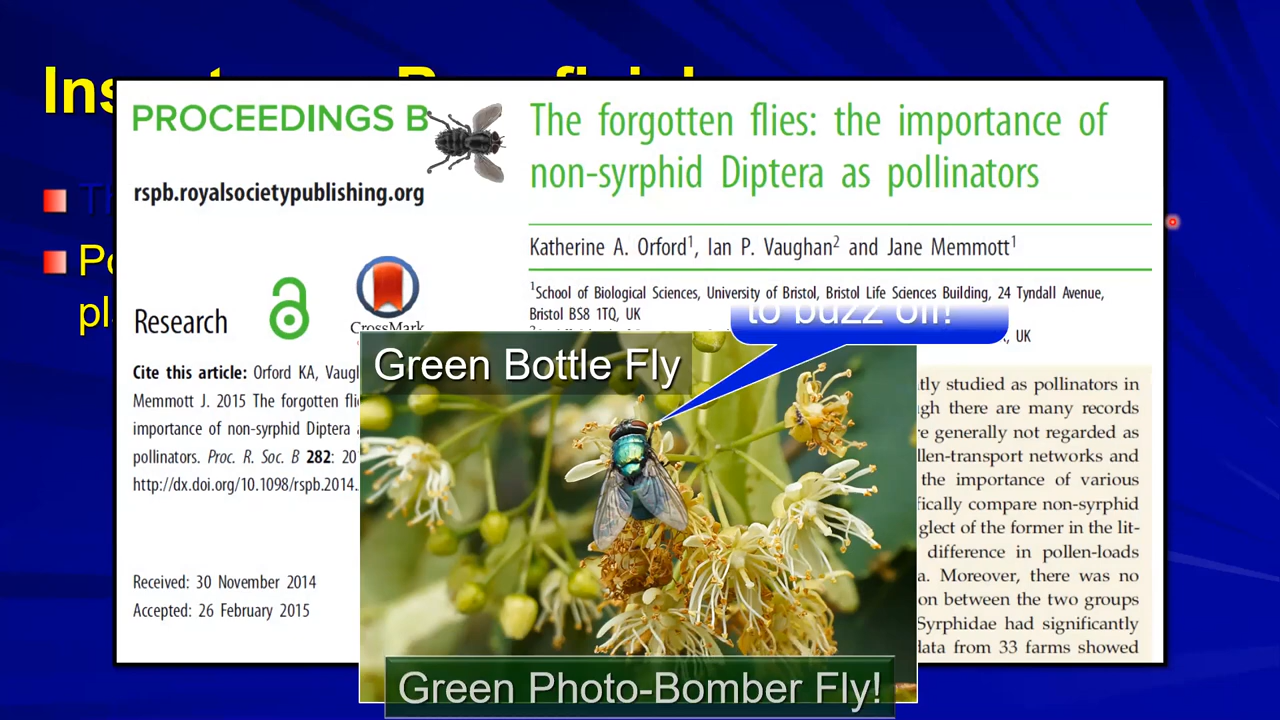 PROCEEDINGS B
rspb.royalsocietypublishing.org
Research
CrossMark
Cite this article: Orford KA, Vaugl
Memmott J. 2015 The forgotten flie
importance of non-syrphid Diptera a
pollinators. Proc. R. Soc. B 282: 20
http://dx.doi.org/10.1098/rspb.2014.
Received: 30 November 2014
Accepted: 26 February 2015
The forgotten flies: the importance of
non-syrphid Diptera as pollinators
Katherine A. Orford1, Ian P. Vaughan2 and Jane Memmott1
1School of Biological Sciences, University of Bristol, Bristol Life Sciences Building, 24 Tyndall Avenue,
Bristol BS8 1TQ, UK
UK
to buzz off!
Green Bottle Fly
tly studied as pollinators in
gh there are many records
e generally not regarded as
llen-transport networks and
the importance of various
fically compare non-syrphid
glect of the former in the lit-
difference in pollen-loads
a. Moreover, there was no
on between the two groups
Syrphidae had significantly
data from 33 farms showed
Green Photo-Bomber Fly!